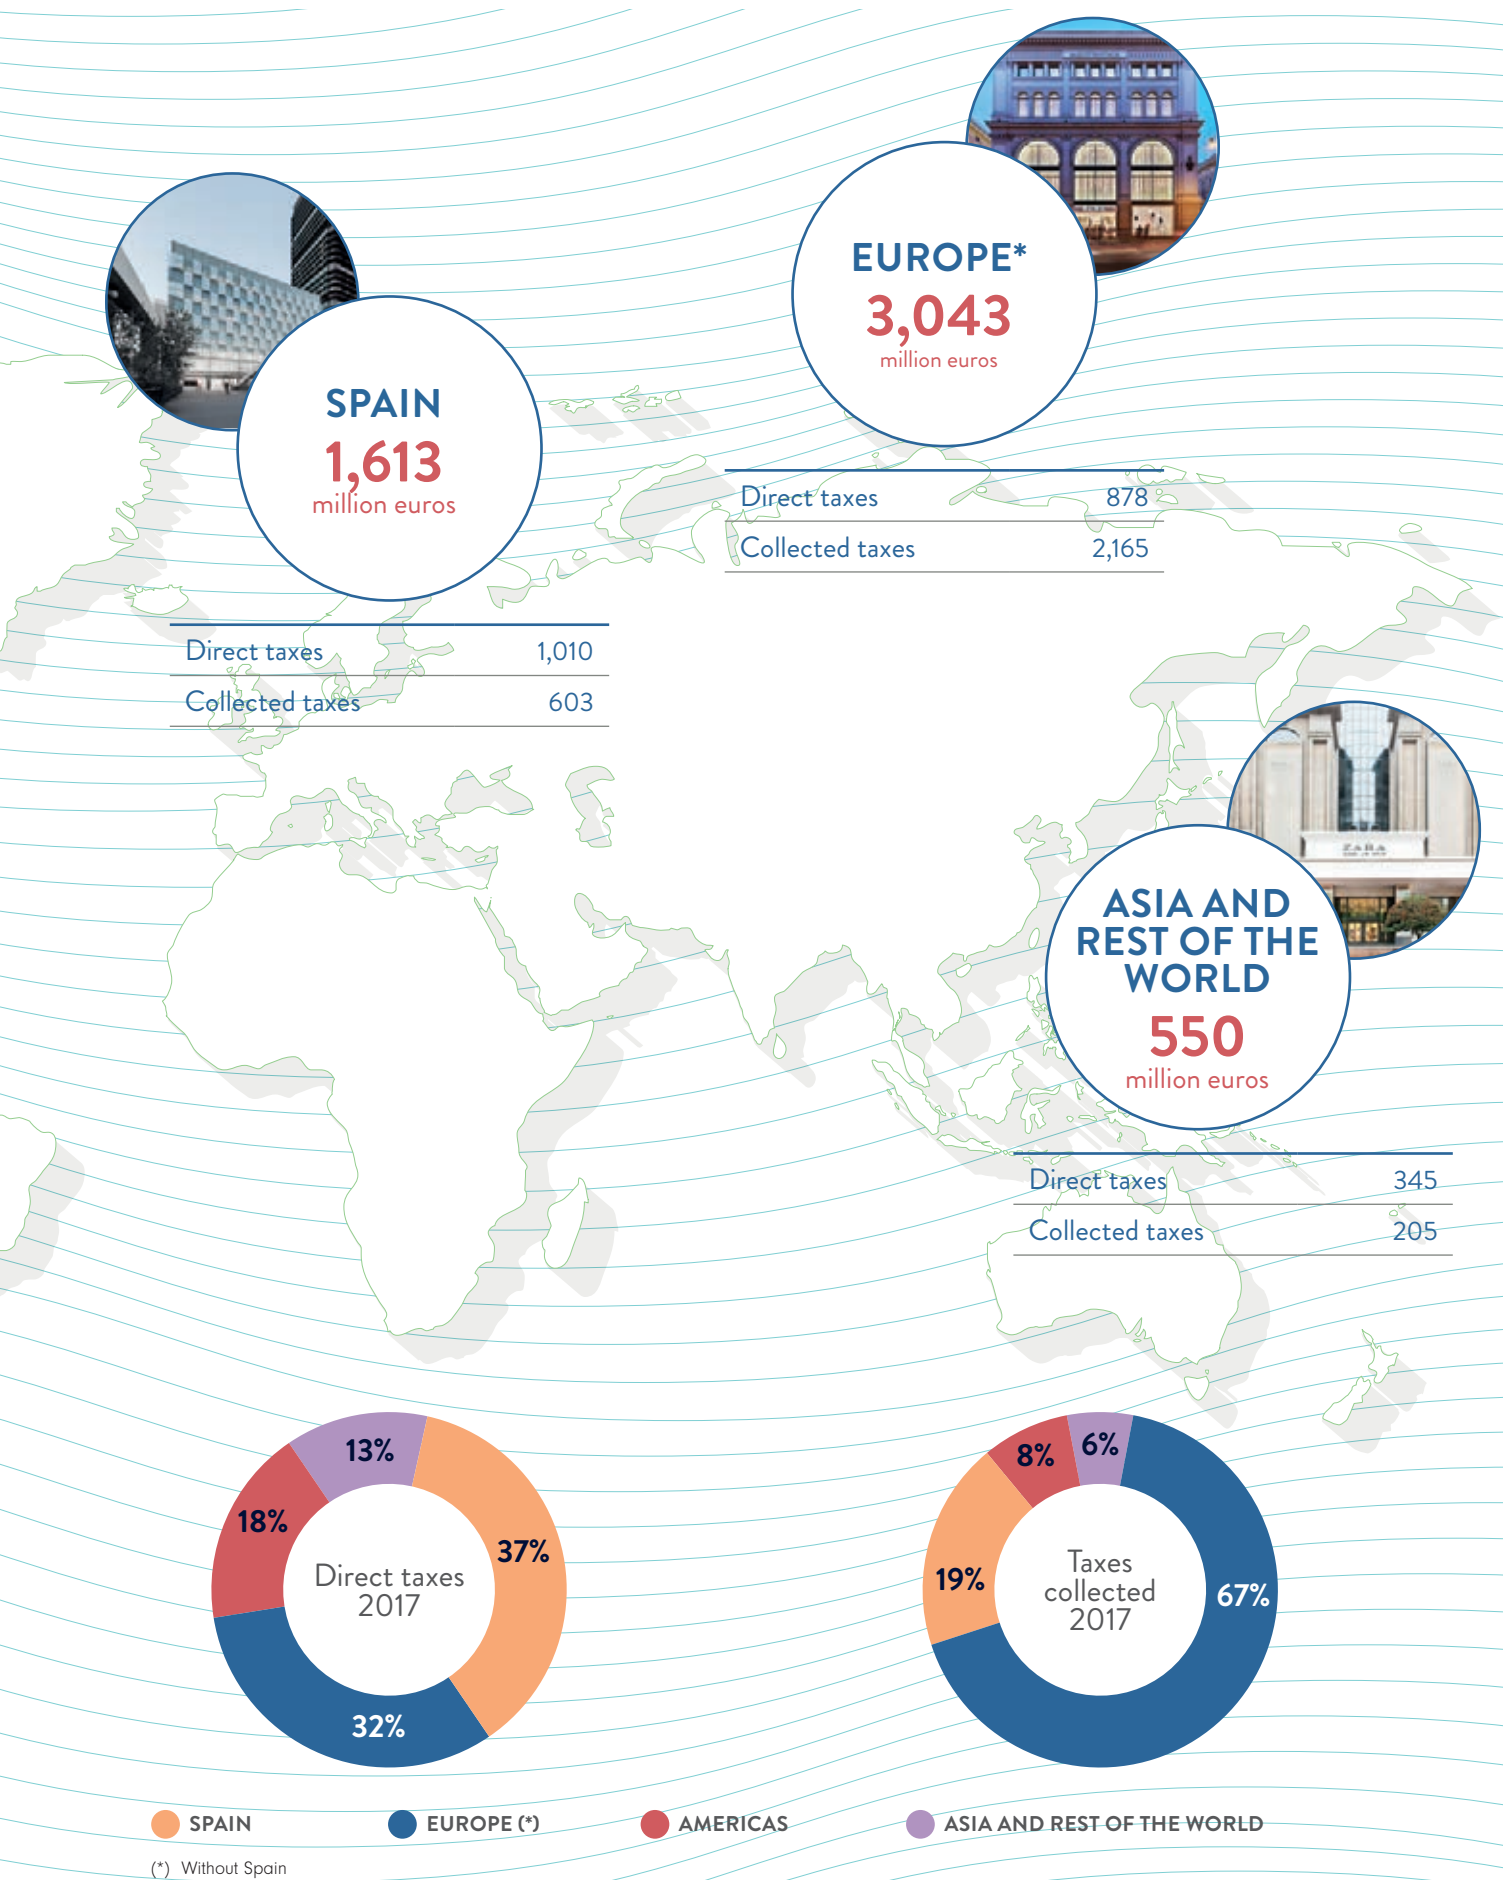 EUROPE*
3,043
million euros
Direct taxes 878
Collected taxes 2,165
SPAIN
1,613
million euros
Direct taxes 1,010
Collected taxes 603
ZARA
ASIA AND
REST OF THE
WORLD
550
million euros
Direct taxes 345
Collected taxes 205
13%
18%
37%
32%
Direct taxes
2017
8%
6%
19%
67%
Taxes
collected
2017
SPAIN
EUROPE (*)
AMERICAS
ASIA AND REST OF THE WORLD
(*) Without Spain